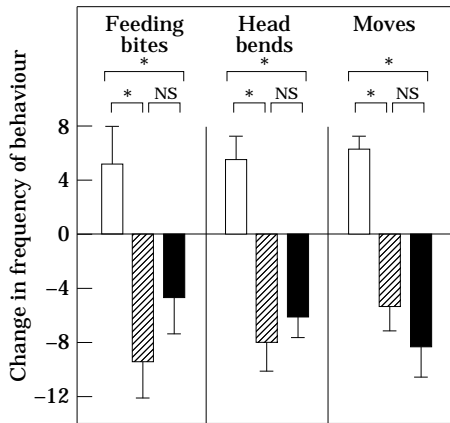 Feeding
bites
Head
bends
Moves
*
*
*
* NS
* NS
* NS
8
4
0
−4
−8
−12
Change in frequency of behaviour